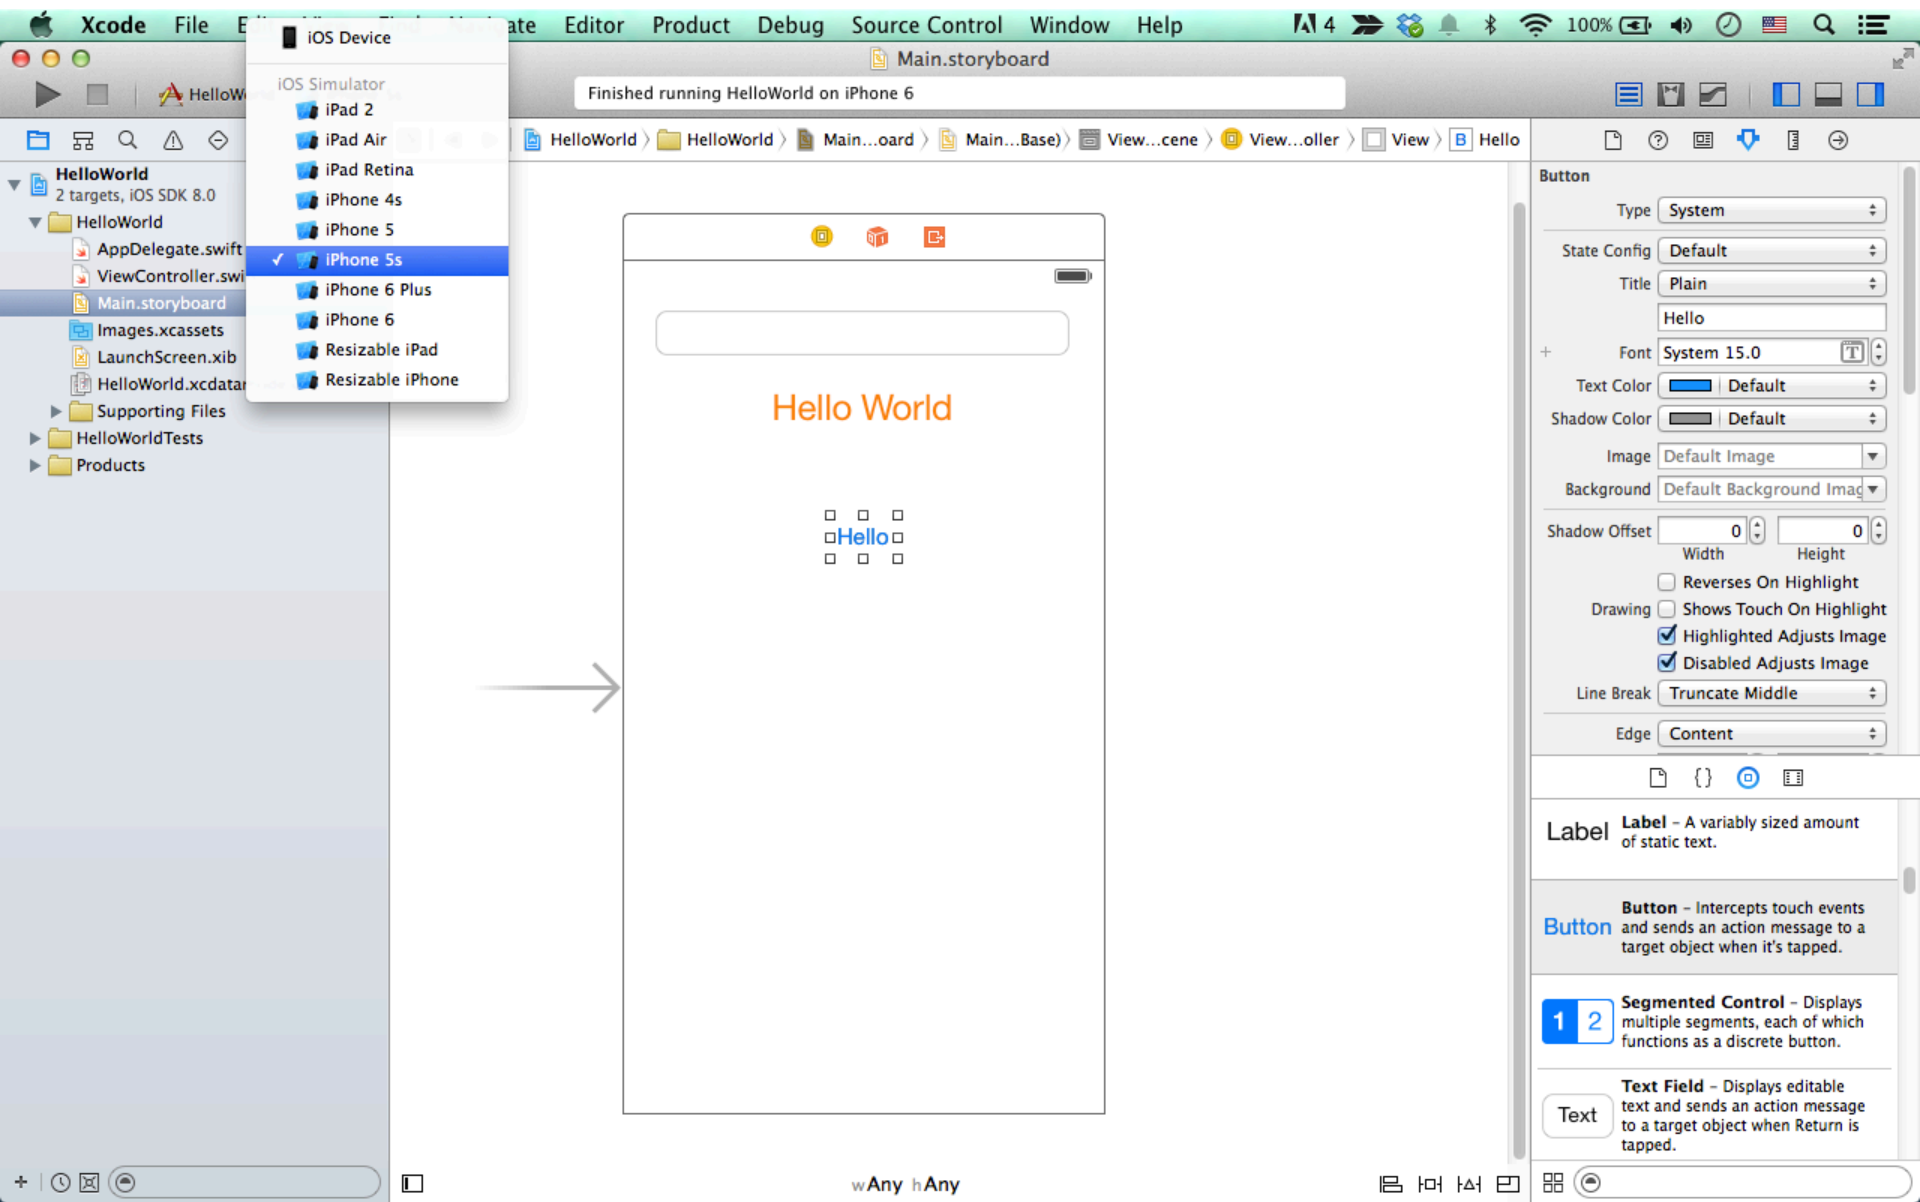 Xcode File Editor Product Debug Source Control Window Help 4 100%
iOS Device
iOS Simulator
iPad 2
iPad Air
iPad Retina
iPhone 4s
iPhone 5
✓ iPhone 5s
iPhone 6 Plus
iPhone 6
Resizable iPad
Resizable iPhone
Main.storyboard
Finished running HelloWorld on iPhone 6
HelloWorld HelloWorld Main...oard Main...Base) View...cene View...oller View B Hello
HelloWorld
2 targets, iOS SDK 8.0
HelloWorld
AppDelegate.swift
ViewController.swi
Main.storyboard
Images.xcassets
LaunchScreen.xib
HelloWorld.xcdatar
Supporting Files
HelloWorldTests
Products
Hello World
Hello
wAny hAny
Button
Type System
State Config Default
Title Plain
Hello
+ Font System 15.0 T
Text Color Default
Shadow Color Default
Image Default Image
Background Default Background Imag
Shadow Offset 0 0
Width Height
Reverses On Highlight
Drawing Shows Touch On Highlight
Highlighted Adjusts Image
Disabled Adjusts Image
Line Break Truncate Middle
Edge Content
{}
Label Label – A variably sized amount
of static text.
Button – Intercepts touch events
Button and sends an action message to a
target object when it's tapped.
Segmented Control – Displays
1 2 multiple segments, each of which
functions as a discrete button.
Text Field – Displays editable
Text text and sends an action message
to a target object when Return is
tapped.